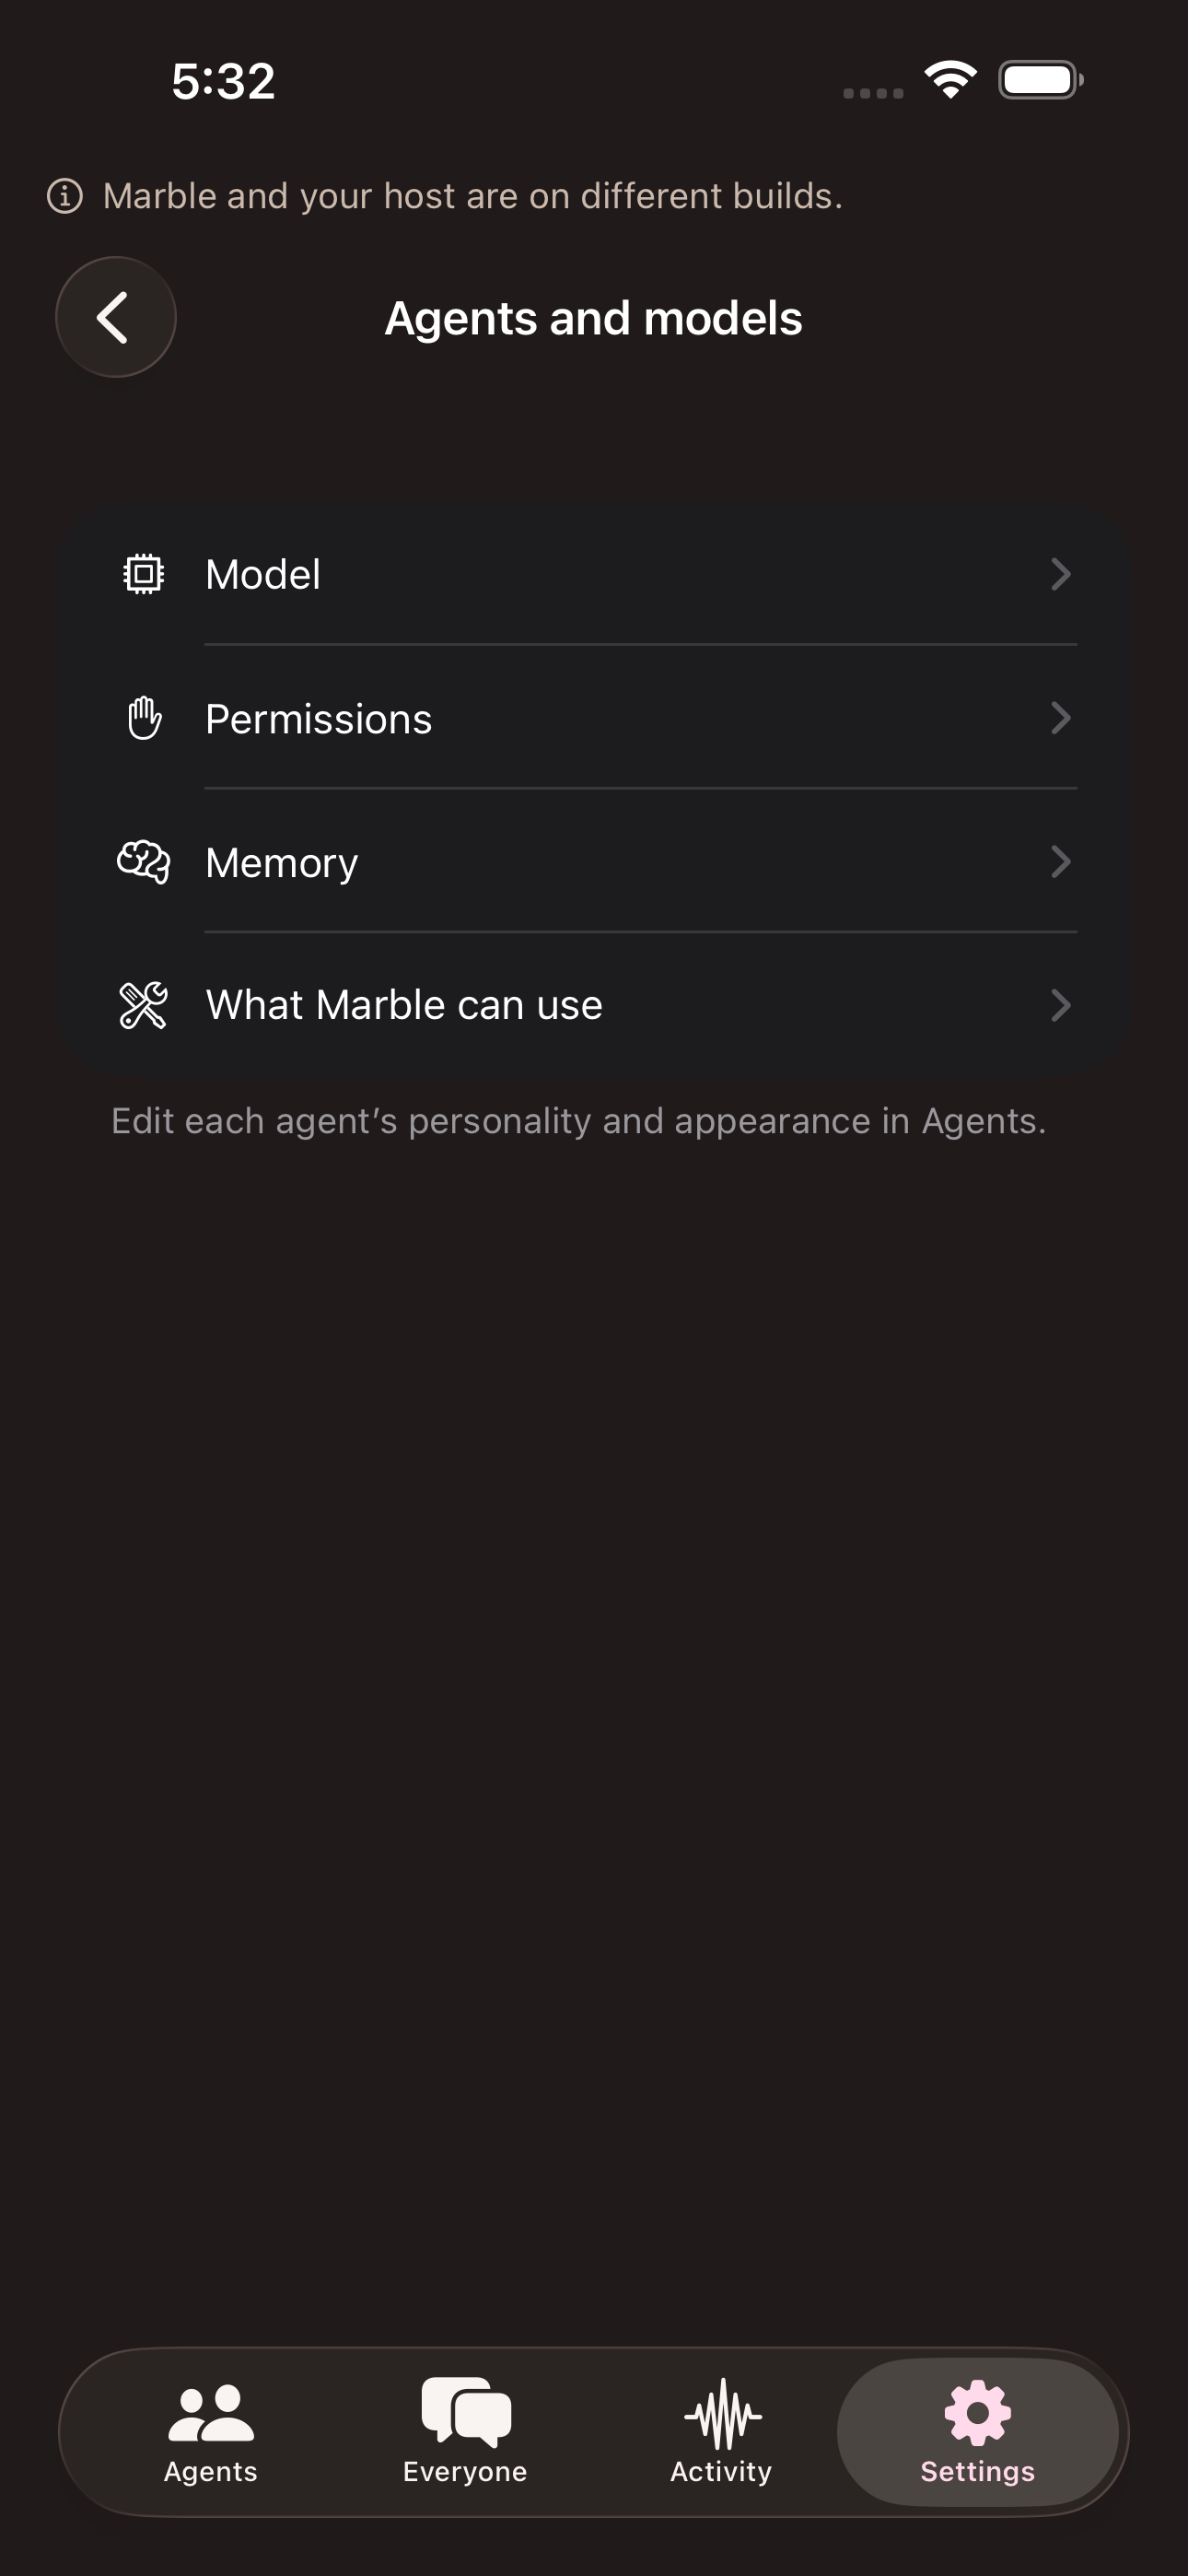 5:32
Marble and your host are on different builds.
Agents and models
Model
Permissions
Memory
What Marble can use
Edit each agent’s personality and appearance in Agents.
Agents
Everyone
Activity
Settings